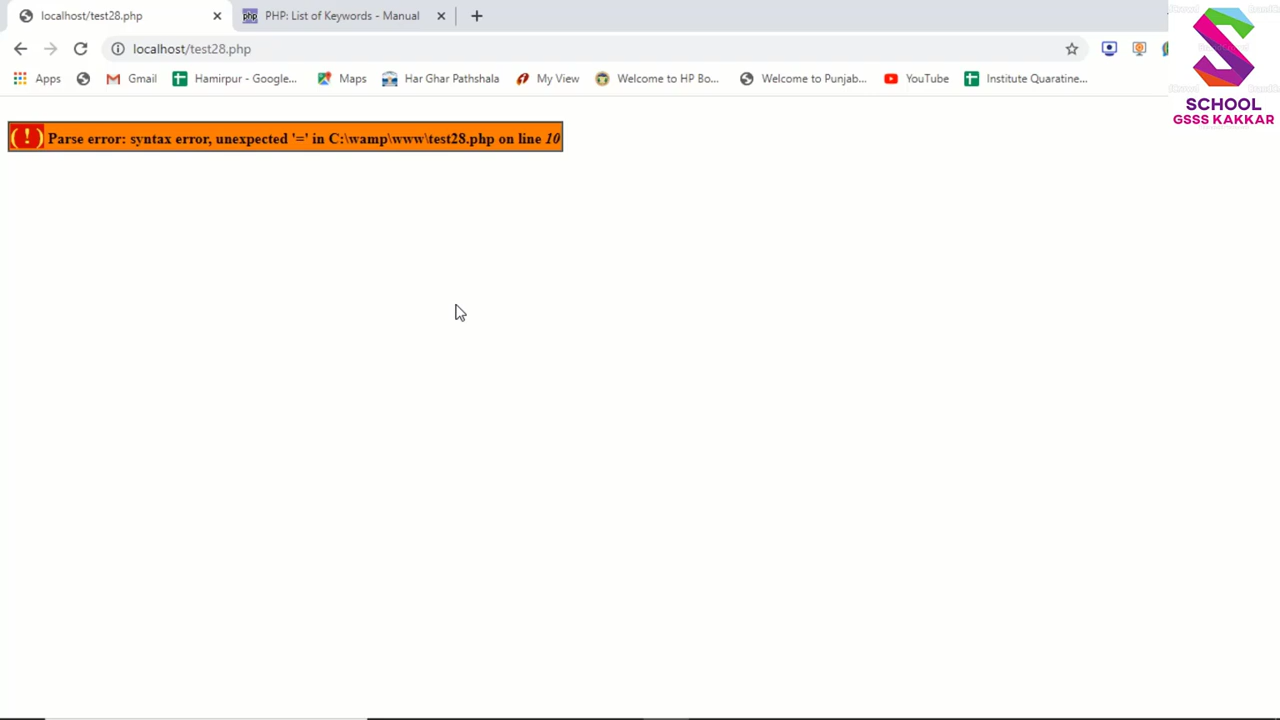 localhost/test28.php
php PHP: List of Keywords - Manual
localhost/test28.php
Apps Gmail Hamirpur - Google... Maps Har Ghar Pathshala My View Welcome to HP Bo... Welcome to Punjab... YouTube Institute Quaratine...
SCHOOL
GSSS KAKKAR
( ! ) Parse error: syntax error, unexpected '=' in C:\wamp\www\test28.php on line 10